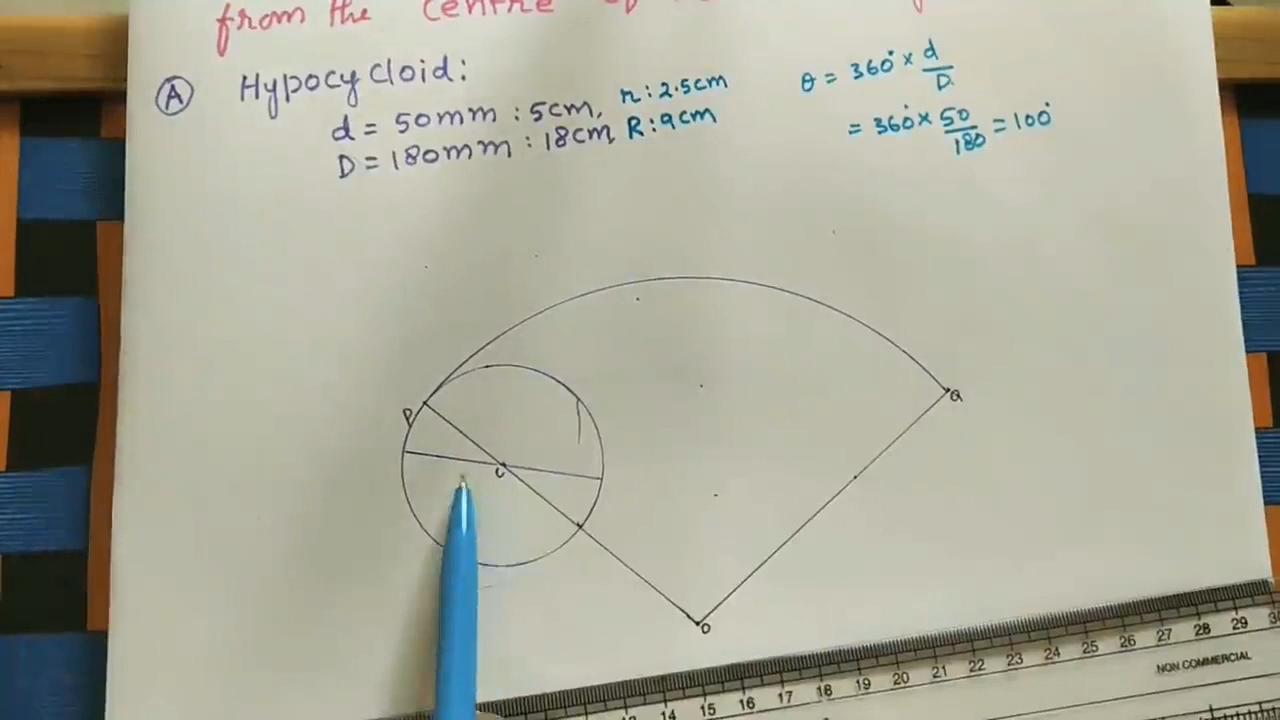 from the centre
Ⓐ Hypocycloid:
d = 50mm : 5cm, r : 2.5cm
D = 180mm : 18cm R : 9cm
θ = 360° × d/D
= 360° × 50/180 = 100°
P
C
Q
O
14 15 16 17 18 19 20 21 22 23 24 25 26 27 28 29
NON COMMERCIAL